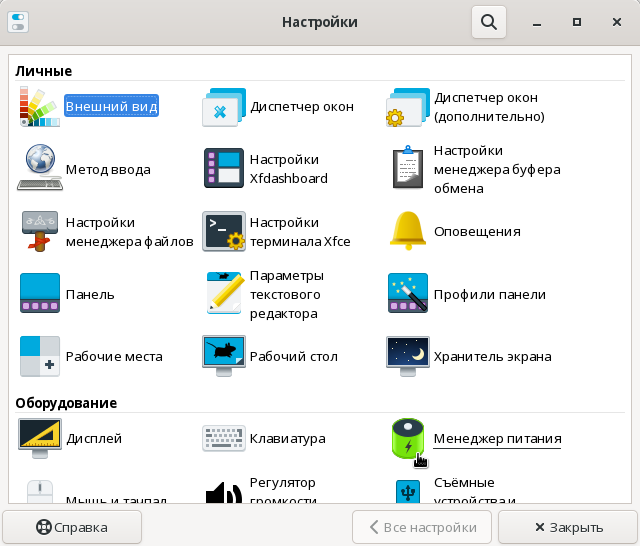 Настройки
Личные
Внешний вид
Диспетчер окон
Диспетчер окон
(дополнительно)
Метод ввода
Настройки
Xfdashboard
Настройки
менеджера буфера
обмена
Настройки
менеджера файлов
Настройки
терминала Xfce
Оповещения
Панель
Параметры
текстового
редактора
Профили панели
Рабочие места
Рабочий стол
Хранитель экрана
Оборудование
Дисплей
Клавиатура
Менеджер питания
Мышь и тачпад
Регулятор
громкости
Съёмные
устройства и
Справка
Все настройки
Закрыть